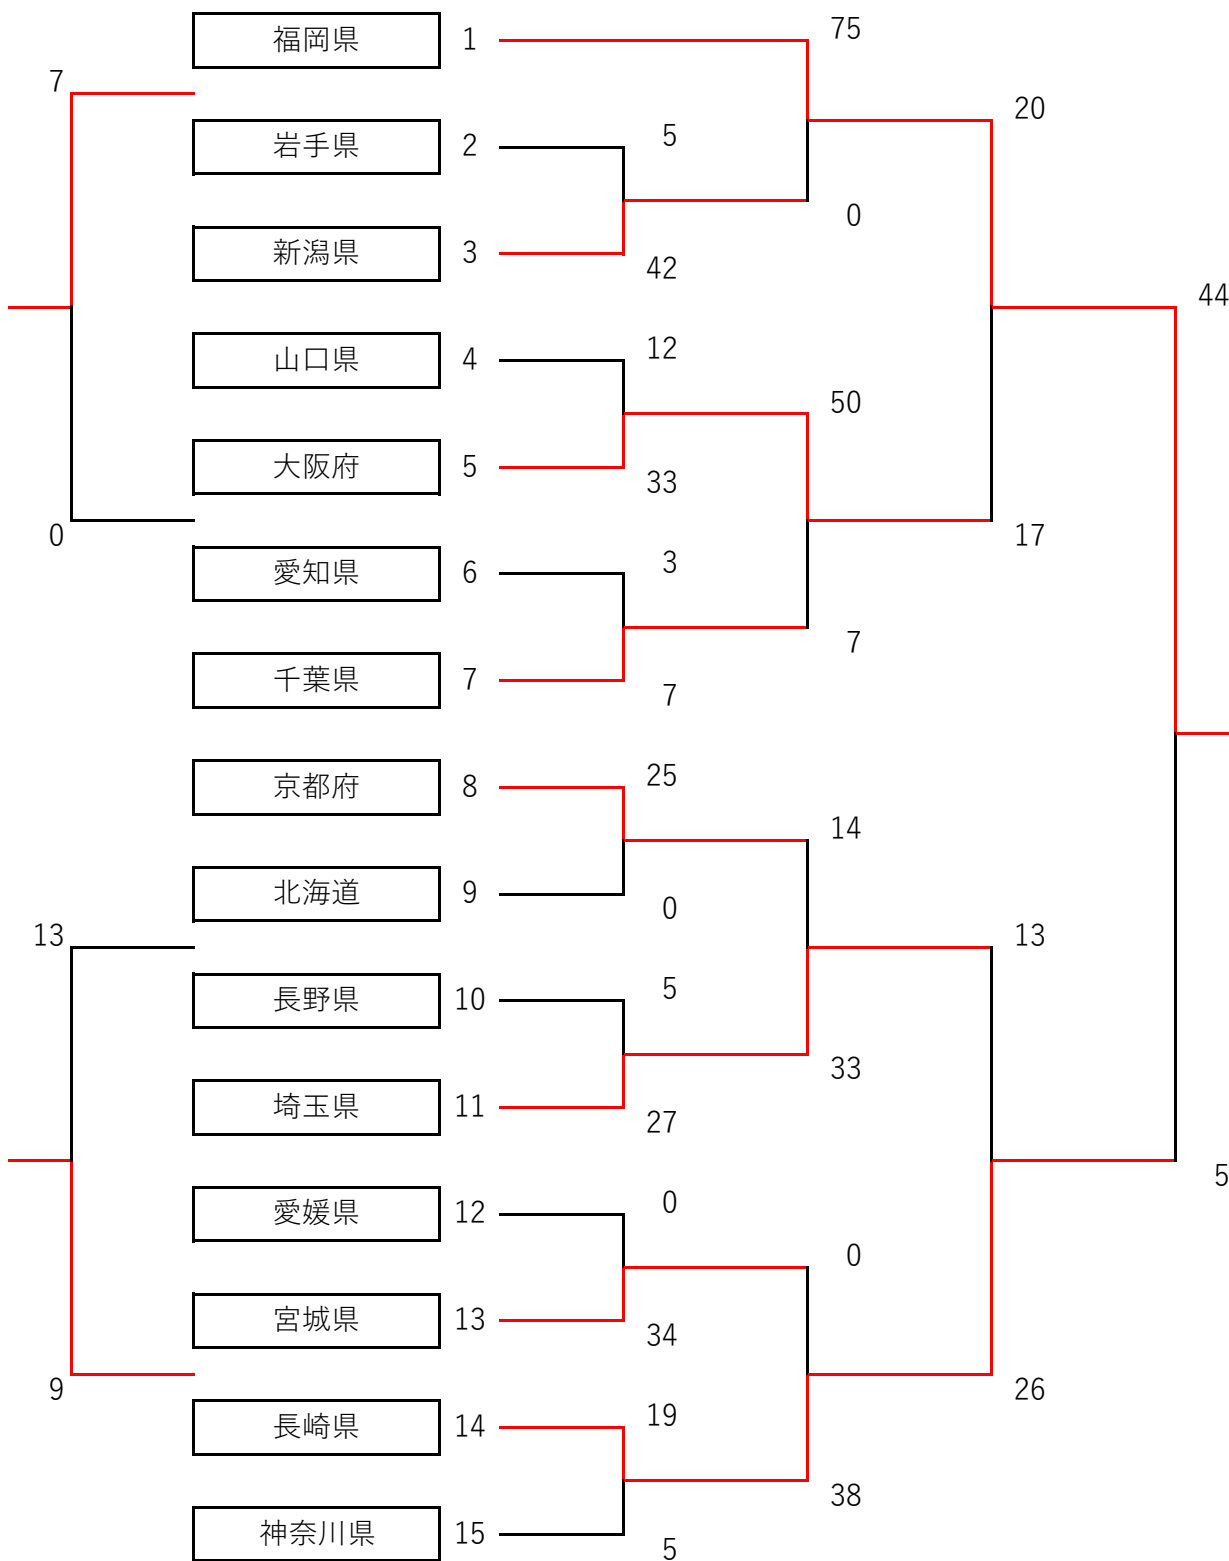 福岡県 1 75
7
20
岩手県 2 5
0
新潟県 3 42
44
山口県 4 12
50
大阪府 5 33
0 17
愛知県 6 3
7
千葉県 7 7
京都府 8 25
14
北海道 9 0
13 13
長野県 10 5
33
埼玉県 11 27
5
愛媛県 12 0
0
宮城県 13 34
9 26
長崎県 14 19
38
神奈川県 15 5